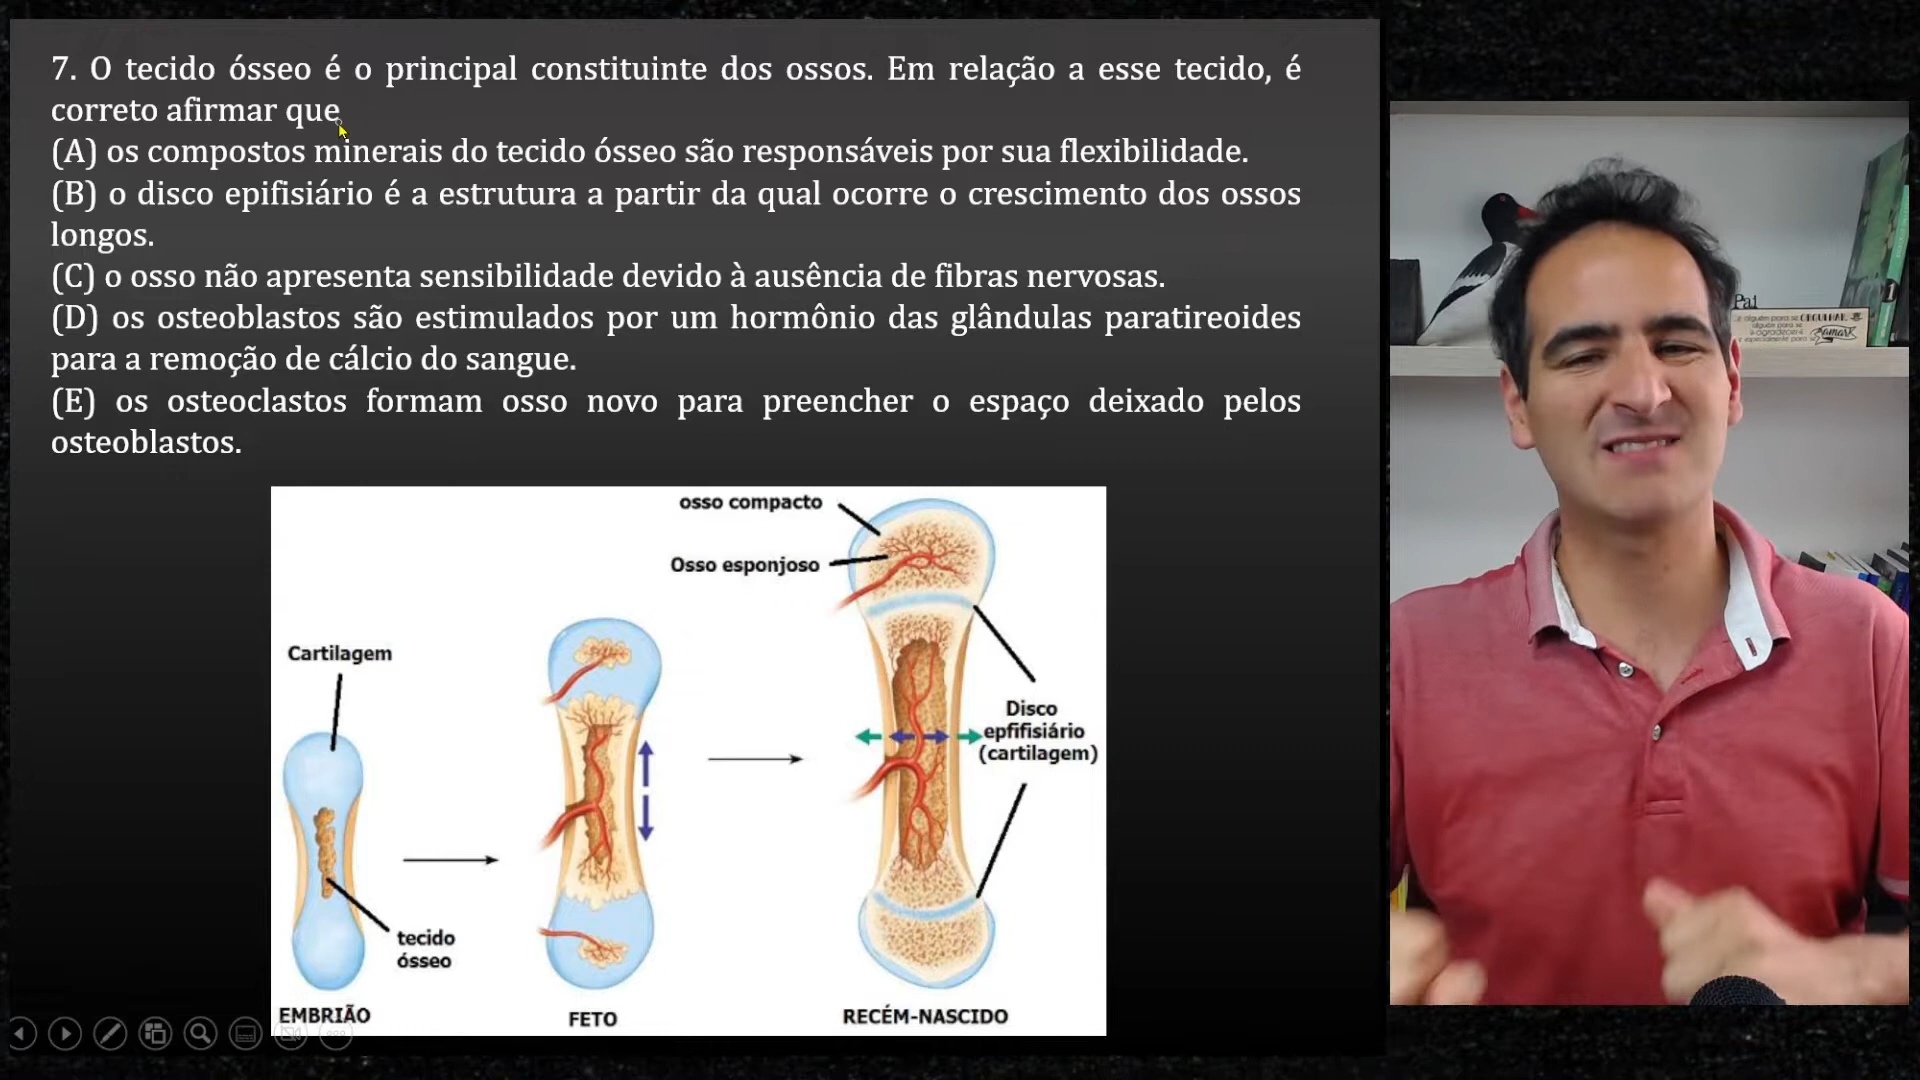 7. O tecido ósseo é o principal constituinte dos ossos. Em relação a esse tecido, é
correto afirmar que
(A) os compostos minerais do tecido ósseo são responsáveis por sua flexibilidade.
(B) o disco epifisiário é a estrutura a partir da qual ocorre o crescimento dos ossos
longos.
(C) o osso não apresenta sensibilidade devido à ausência de fibras nervosas.
(D) os osteoblastos são estimulados por um hormônio das glândulas paratireoides
para a remoção de cálcio do sangue.
(E) os osteoclastos formam osso novo para preencher o espaço deixado pelos
osteoblastos.
osso compacto
Osso esponjoso
Cartilagem
Disco
epfifisiário
(cartilagem)
tecido
ósseo
EMBRIÃO
FETO
RECÉM-NASCIDO
Pai
ORGULHAR